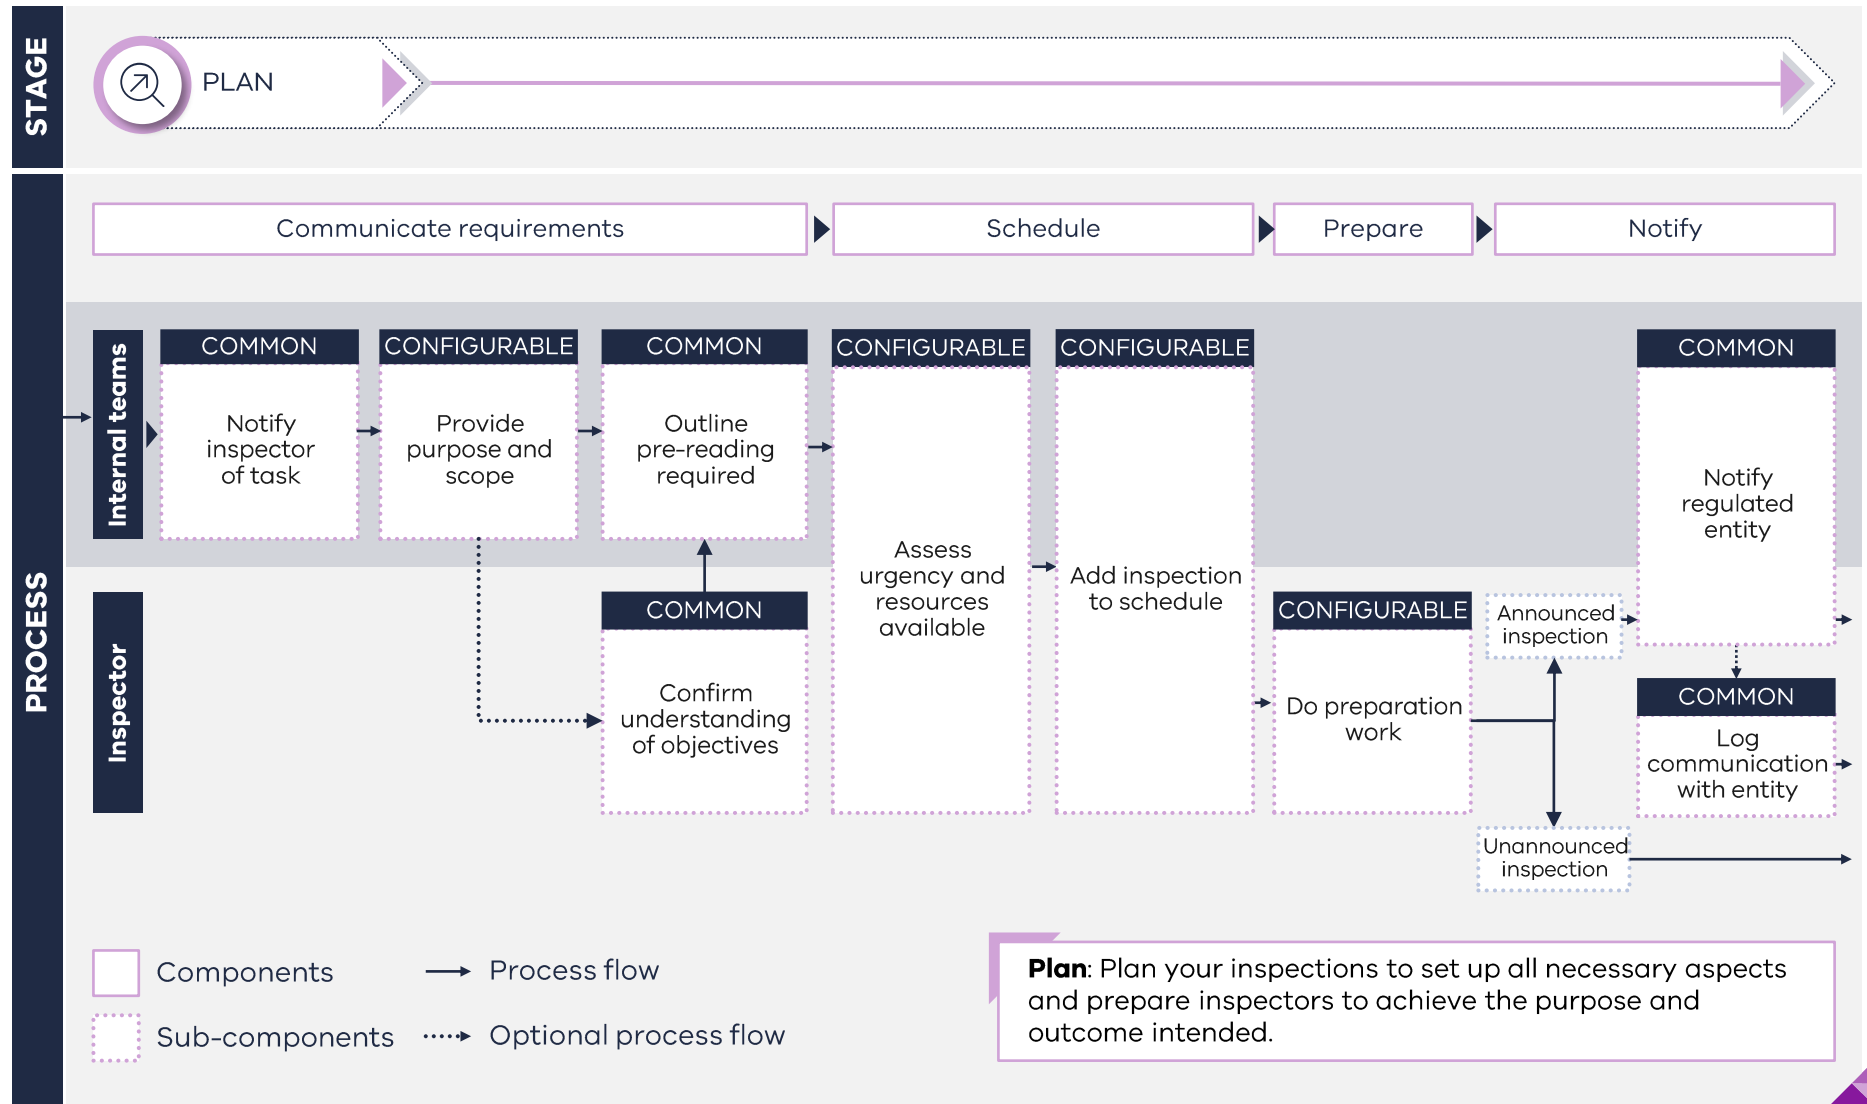 STAGE
PLAN
PROCESS
Communicate requirements
Schedule
Prepare
Notify
Internal teams
COMMON
Notify
inspector
of task
CONFIGURABLE
Provide
purpose and
scope
COMMON
Outline
pre-reading
required
CONFIGURABLE
Assess
urgency and
resources
available
CONFIGURABLE
Add inspection
to schedule
COMMON
Notify
regulated
entity
Inspector
COMMON
Confirm
understanding
of objectives
CONFIGURABLE
Do preparation
work
Announced
inspection
COMMON
Log
communication
with entity
Unannounced
inspection
Components
Process flow
Sub-components
Optional process flow
Plan: Plan your inspections to set up all necessary aspects
and prepare inspectors to achieve the purpose and
outcome intended.